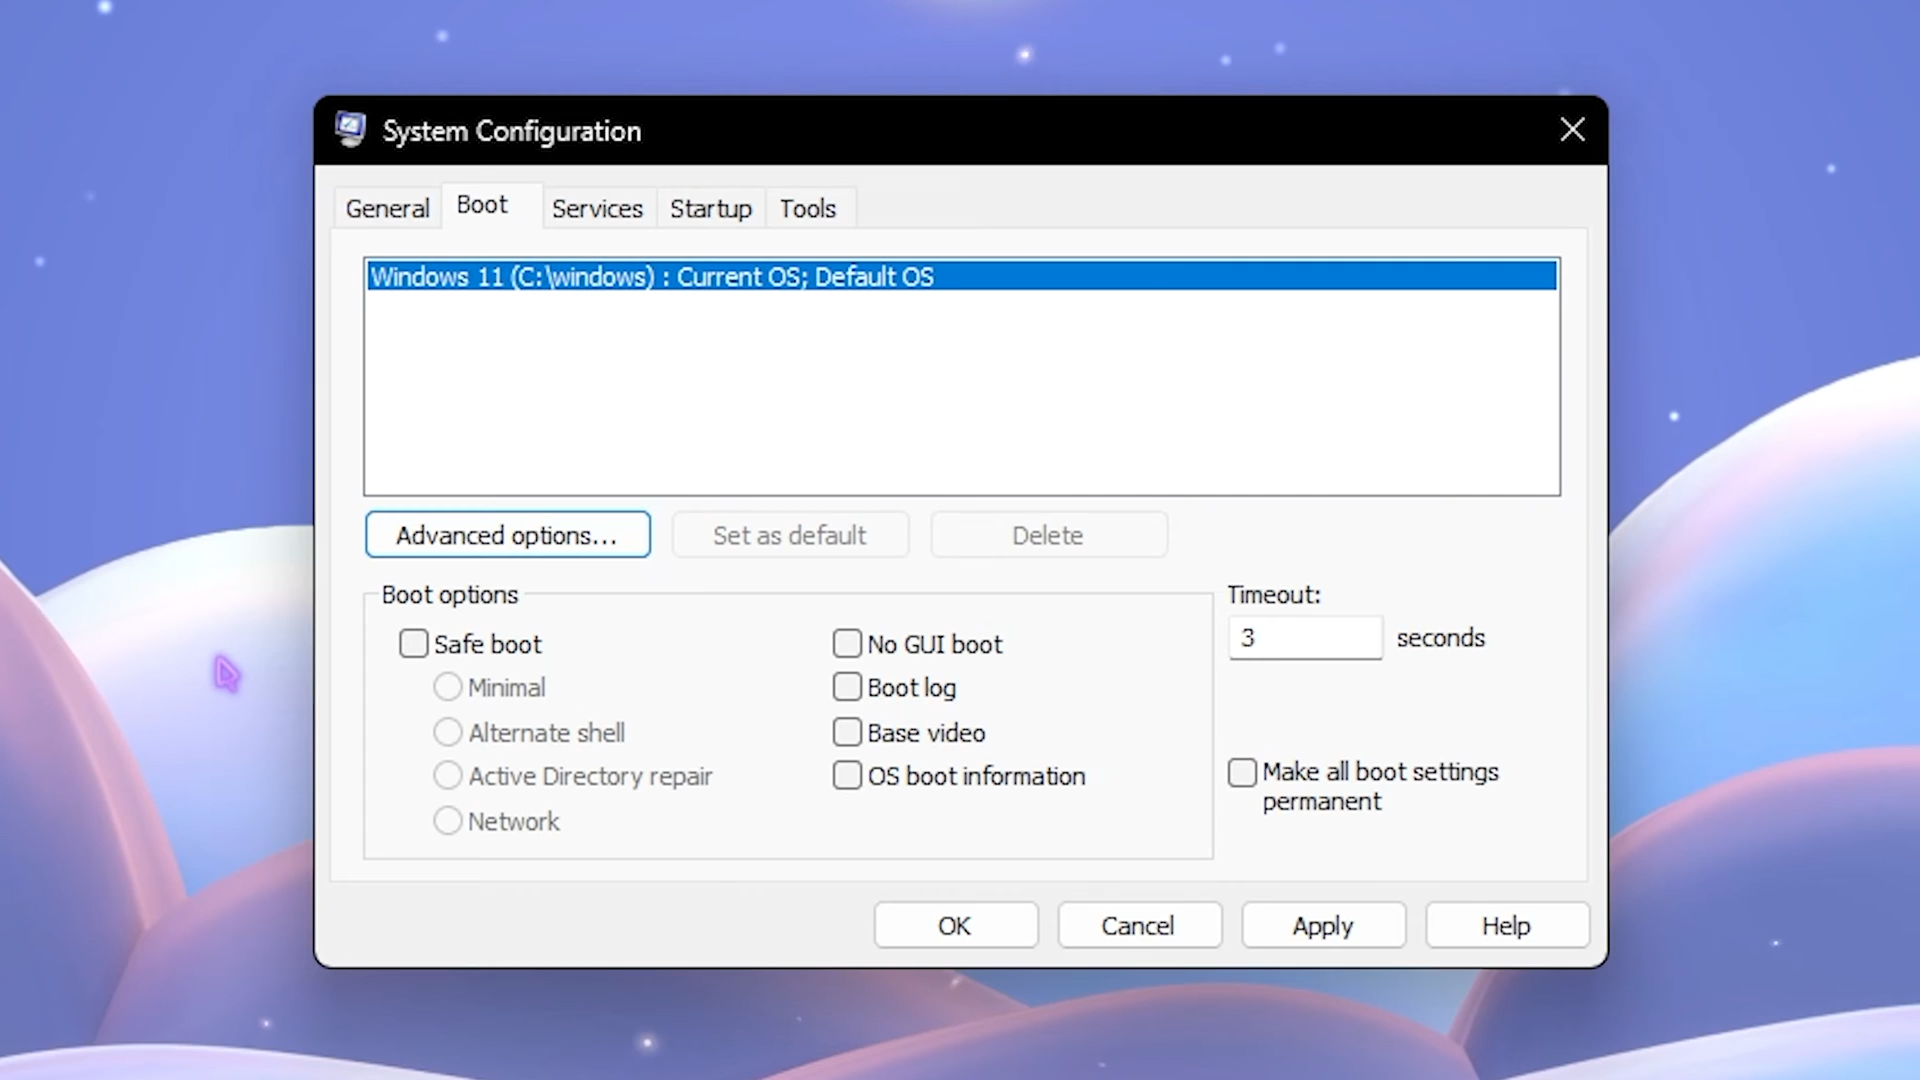 System Configuration
General Boot Services Startup Tools
Windows 11 (C:\windows) : Current OS; Default OS
Advanced options... Set as default Delete
Boot options Timeout:
Safe boot No GUI boot 3 seconds
Minimal Boot log
Alternate shell Base video
Active Directory repair OS boot information Make all boot settings
permanent
Network
OK Cancel Apply Help